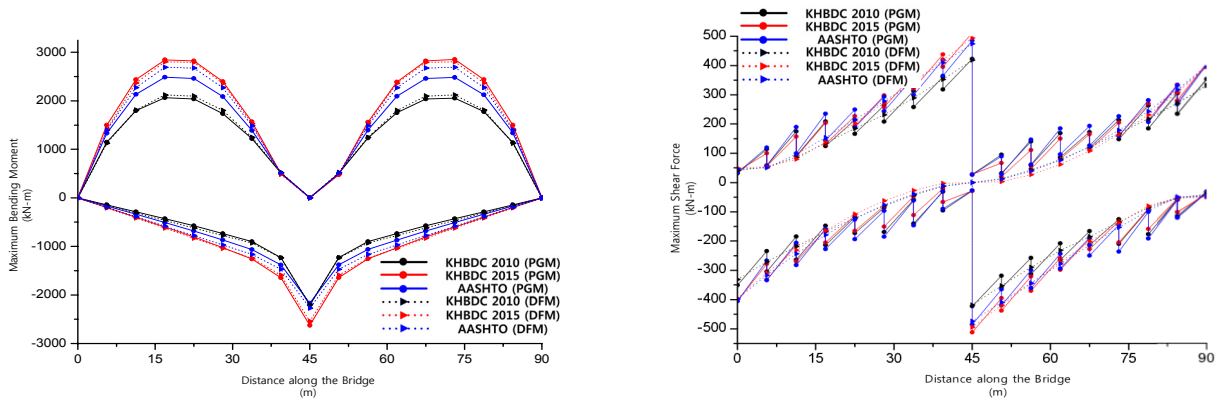 3000
2000
1000
0
-1000
-2000
-3000
Maximum Bending Moment
(kN-m)
KHBDC 2010 (PGM)
KHBDC 2015 (PGM)
AASHTO (PGM)
KHBDC 2010 (DFM)
KHBDC 2015 (DFM)
AASHTO (DFM)
0 15 30 45 60 75 90
Distance along the Bridge
(m)
KHBDC 2010 (PGM)
KHBDC 2015 (PGM)
AASHTO (PGM)
KHBDC 2010 (DFM)
KHBDC 2015 (DFM)
AASHTO (DFM)
500
400
300
200
100
0
-100
-200
-300
-400
-500
Maximum Shear Force
(kN-m)
0 15 30 45 60 75 90
Distance along the Bridge
(m)